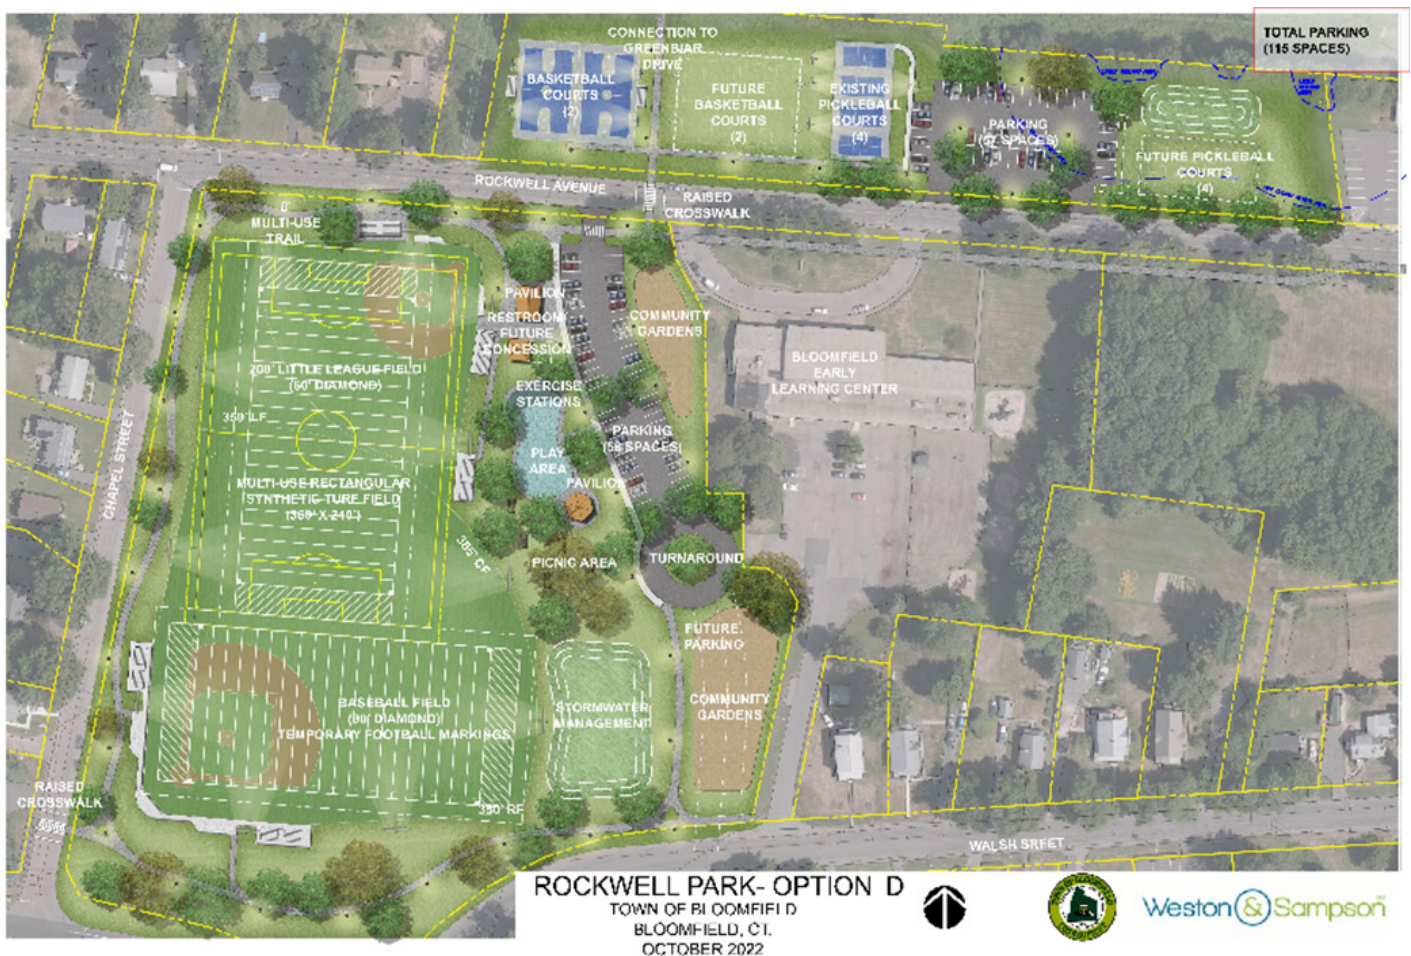 TOTAL PARKING
(115 SPACES)
CONNECTION TO
GREENBIAR
DRIVE
BASKETBALL
COURTS
(2)
FUTURE
BASKETBALL
COURTS
(2)
EXISTING
PICKLEBALL
COURTS
(4)
PARKING
(57 SPACES)
FUTURE PICKLEBALL
COURTS
(4)
ROCKWELL AVENUE
RAISED
CROSSWALK
8'
MULTI-USE
TRAIL
PAVILION
RESTROOM/
FUTURE
CONCESSION
COMMUNITY
GARDENS
BLOOMFIELD
EARLY
LEARNING CENTER
200' LITTLE LEAGUE FIELD
(60' DIAMOND)
EXERCISE
STATIONS
350' LF
PARKING
(58 SPACES)
PLAY
AREA
PAVILION
CHAPEL STREET
MULTI-USE RECTANGULAR
SYNTHETIC TURF FIELD
(360' X 240')
385' CF
PICNIC AREA
TURNAROUND
FUTURE
PARKING
COMMUNITY
GARDENS
STORMWATER
MANAGEMENT
BASEBALL FIELD
(90' DIAMOND)
TEMPORARY FOOTBALL MARKINGS
350' RF
RAISED
CROSSWALK
WALSH SREET
ROCKWELL PARK- OPTION D
TOWN OF BLOOMFIELD
BLOOMFIELD, CT.
OCTOBER 2022
Weston & Sampson